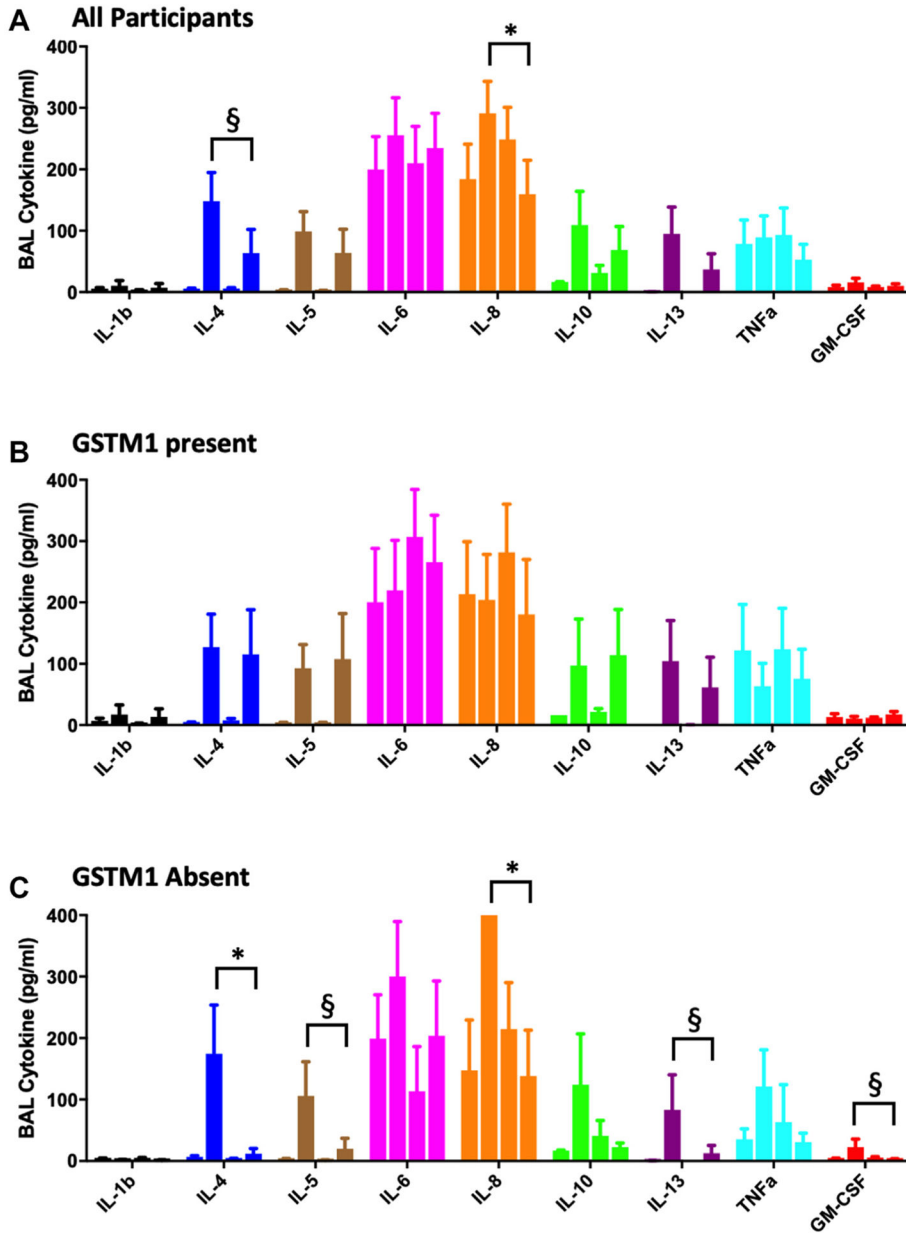 A
All Participants
BAL Cytokine (pg/ml)
400
300
200
100
0
§
*
IL-1b
IL-4
IL-5
IL-6
IL-8
IL-10
IL-13
TNFa
GM-CSF
B
GSTM1 present
BAL Cytokine (pg/ml)
400
300
200
100
0
IL-1b
IL-4
IL-5
IL-6
IL-8
IL-10
IL-13
TNFa
GM-CSF
C
GSTM1 Absent
BAL Cytokine (pg/ml)
400
300
200
100
0
*
§
*
§
§
IL-1b
IL-4
IL-5
IL-6
IL-8
IL-10
IL-13
TNFa
GM-CSF